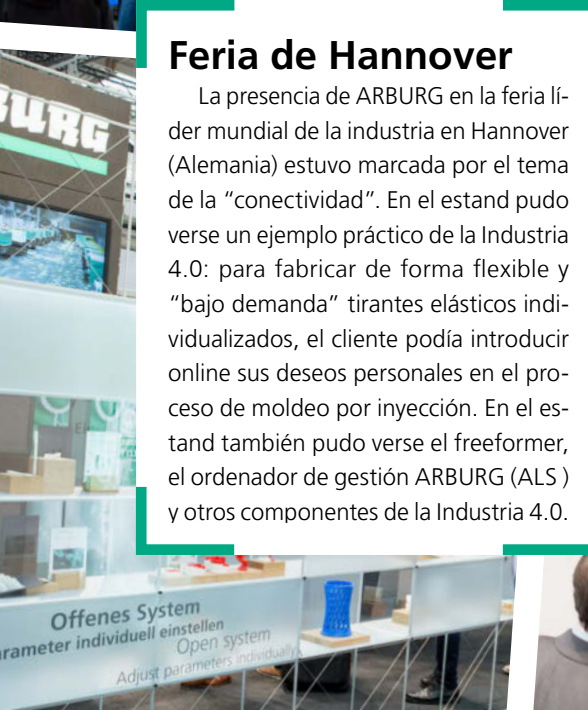 BURG
Feria de Hannover
La presencia de ARBURG en la feria lí-
der mundial de la industria en Hannover
(Alemania) estuvo marcada por el tema
de la “conectividad”. En el estand pudo
verse un ejemplo práctico de la Industria
4.0: para fabricar de forma flexible y
“bajo demanda” tirantes elásticos indi-
vidualizados, el cliente podía introducir
online sus deseos personales en el pro-
ceso de moldeo por inyección. En el es-
tand también pudo verse el freeformer,
el ordenador de gestión ARBURG (ALS )
y otros componentes de la Industria 4.0.
Offenes System
arameter individuell einstellen
Open system
Adjust parameters individually